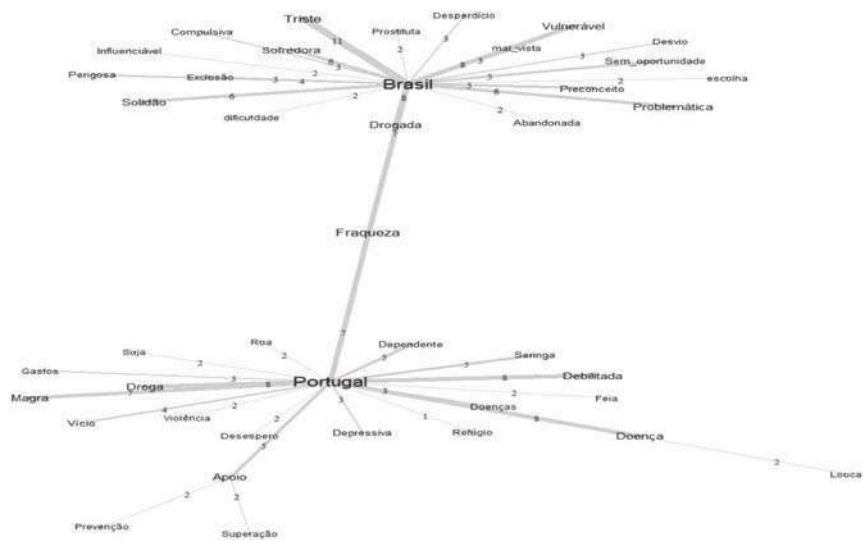 Triste
Compulsiva
Prostituta
Desperdício
Vulnerável
Influenciável
Sofredora
mal_vista
Desvio
Sem_oportunidade
Perigosa
Exclusão
Brasil
Preconceito
escolha
Solidão
dificuldade
Drogada
Abandonada
Problemática
11
2
3
8
3
3
6
3
2
3
4
5
2
6
2
8
5
6
2
Fraqueza
7
Suja
Rua
Dependente
Seringa
Gastos
Droga
Portugal
Debilitada
Magra
Feia
Vício
Violência
Desespero
Depressiva
Refúgio
Doenças
Doença
Louca
Apoio
Prevenção
Superação
2
2
3
5
3
8
7
8
2
4
2
3
3
1
8
2
5
2
2
2